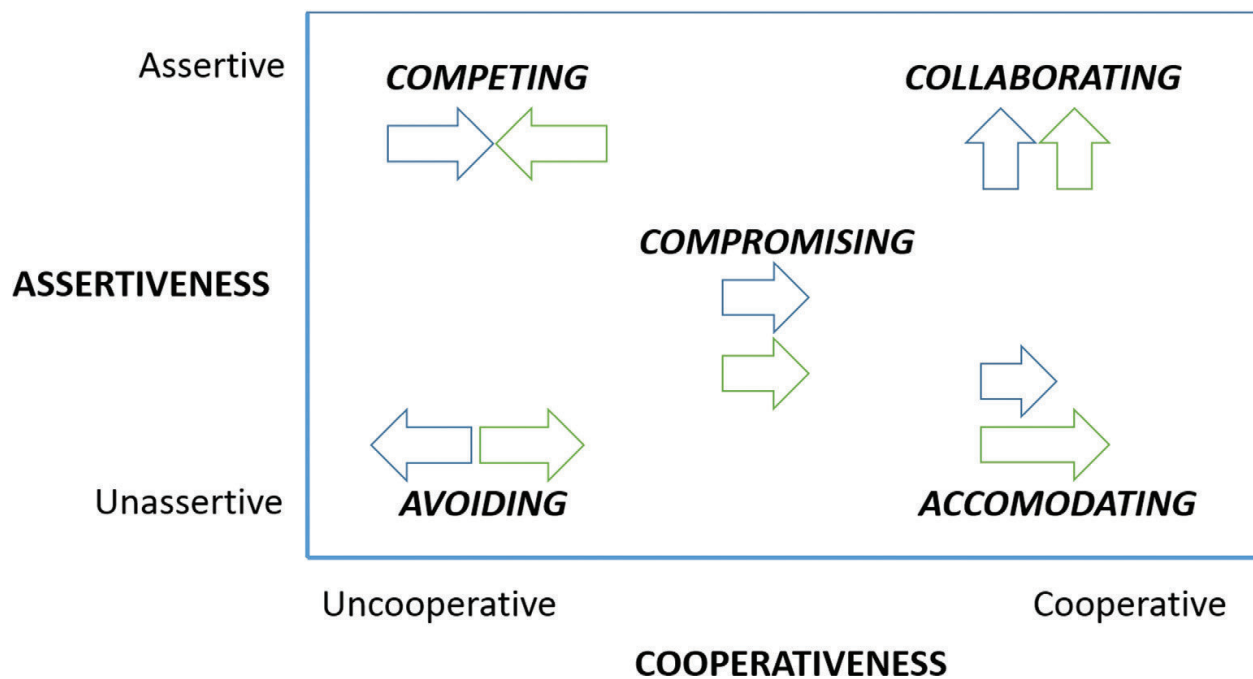 Assertive
COMPETING
COLLABORATING
COMPROMISING
ASSERTIVENESS
Unassertive
AVOIDING
ACCOMODATING
Uncooperative
Cooperative
COOPERATIVENESS